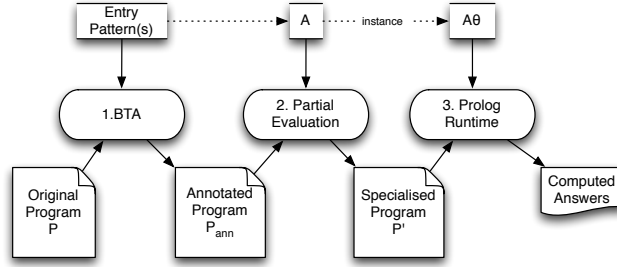 Entry
Pattern(s)
A
instance
Aθ
1.BTA
2. Partial
Evaluation
3. Prolog
Runtime
Original
Program
P
Annotated
Program
Pann
Specialised
Program
P'
Computed
Answers